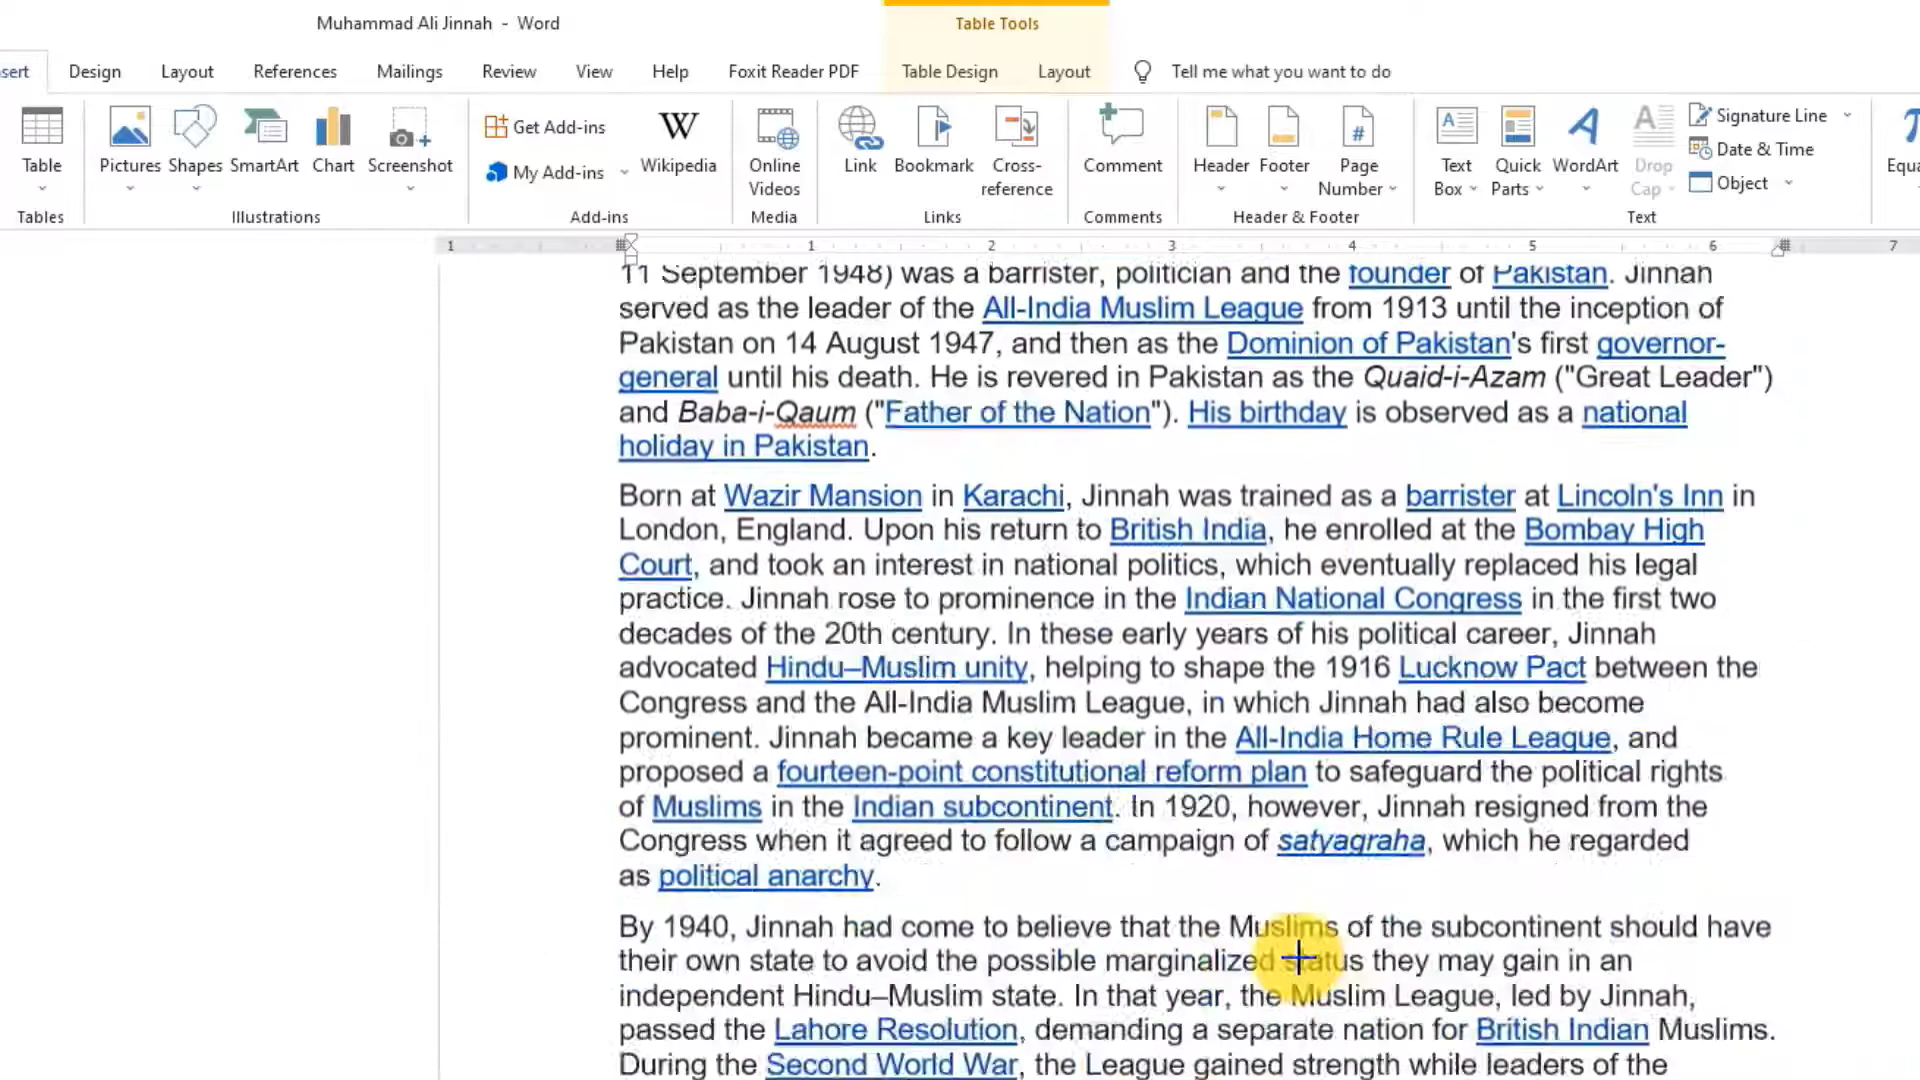 Muhammad Ali Jinnah - Word
Table Tools
sert Design Layout References Mailings Review View Help Foxit Reader PDF Table Design Layout Tell me what you want to do
Table Pictures Shapes SmartArt Chart Screenshot Get Add-ins My Add-ins Wikipedia Online Videos Link Bookmark Cross-reference Comment Header Footer Page Number Text Box Quick Parts WordArt Drop Cap Signature Line Date & Time Object Equa
Tables Illustrations Add-ins Media Links Comments Header & Footer Text
1 1 2 3 4 5 6 7
11 September 1948) was a barrister, politician and the founder of Pakistan. Jinnah
served as the leader of the All-India Muslim League from 1913 until the inception of
Pakistan on 14 August 1947, and then as the Dominion of Pakistan's first governor-
general until his death. He is revered in Pakistan as the Quaid-i-Azam ("Great Leader")
and Baba-i-Qaum ("Father of the Nation"). His birthday is observed as a national
holiday in Pakistan.
Born at Wazir Mansion in Karachi, Jinnah was trained as a barrister at Lincoln's Inn in
London, England. Upon his return to British India, he enrolled at the Bombay High
Court, and took an interest in national politics, which eventually replaced his legal
practice. Jinnah rose to prominence in the Indian National Congress in the first two
decades of the 20th century. In these early years of his political career, Jinnah
advocated Hindu–Muslim unity, helping to shape the 1916 Lucknow Pact between the
Congress and the All-India Muslim League, in which Jinnah had also become
prominent. Jinnah became a key leader in the All-India Home Rule League, and
proposed a fourteen-point constitutional reform plan to safeguard the political rights
of Muslims in the Indian subcontinent. In 1920, however, Jinnah resigned from the
Congress when it agreed to follow a campaign of satyagraha, which he regarded
as political anarchy.
By 1940, Jinnah had come to believe that the Muslims of the subcontinent should have
their own state to avoid the possible marginalized status they may gain in an
independent Hindu–Muslim state. In that year, the Muslim League, led by Jinnah,
passed the Lahore Resolution, demanding a separate nation for British Indian Muslims.
During the Second World War, the League gained strength while leaders of the